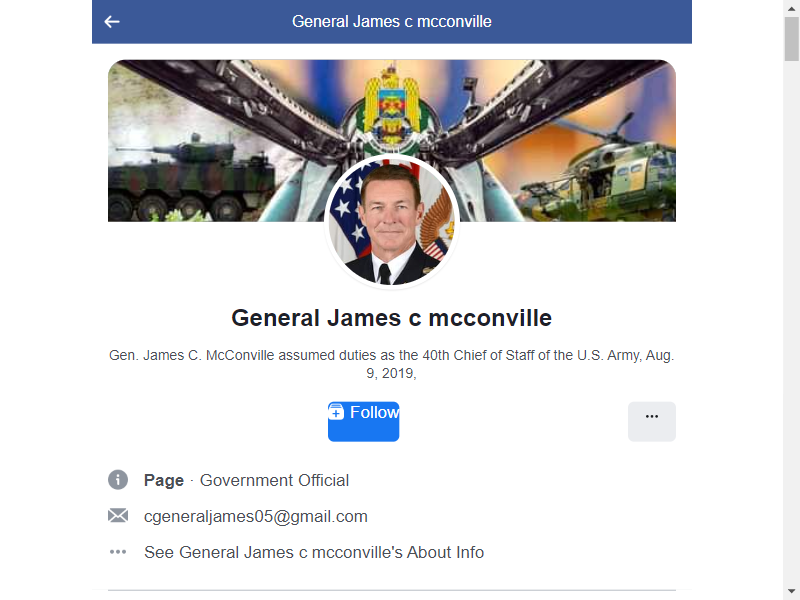 General James c mcconville
General James c mcconville
Gen. James C. McConville assumed duties as the 40th Chief of Staff of the U.S. Army, Aug.
9, 2019,
Follow
Page · Government Official
cgeneraljames05@gmail.com
See General James c mcconville's About Info